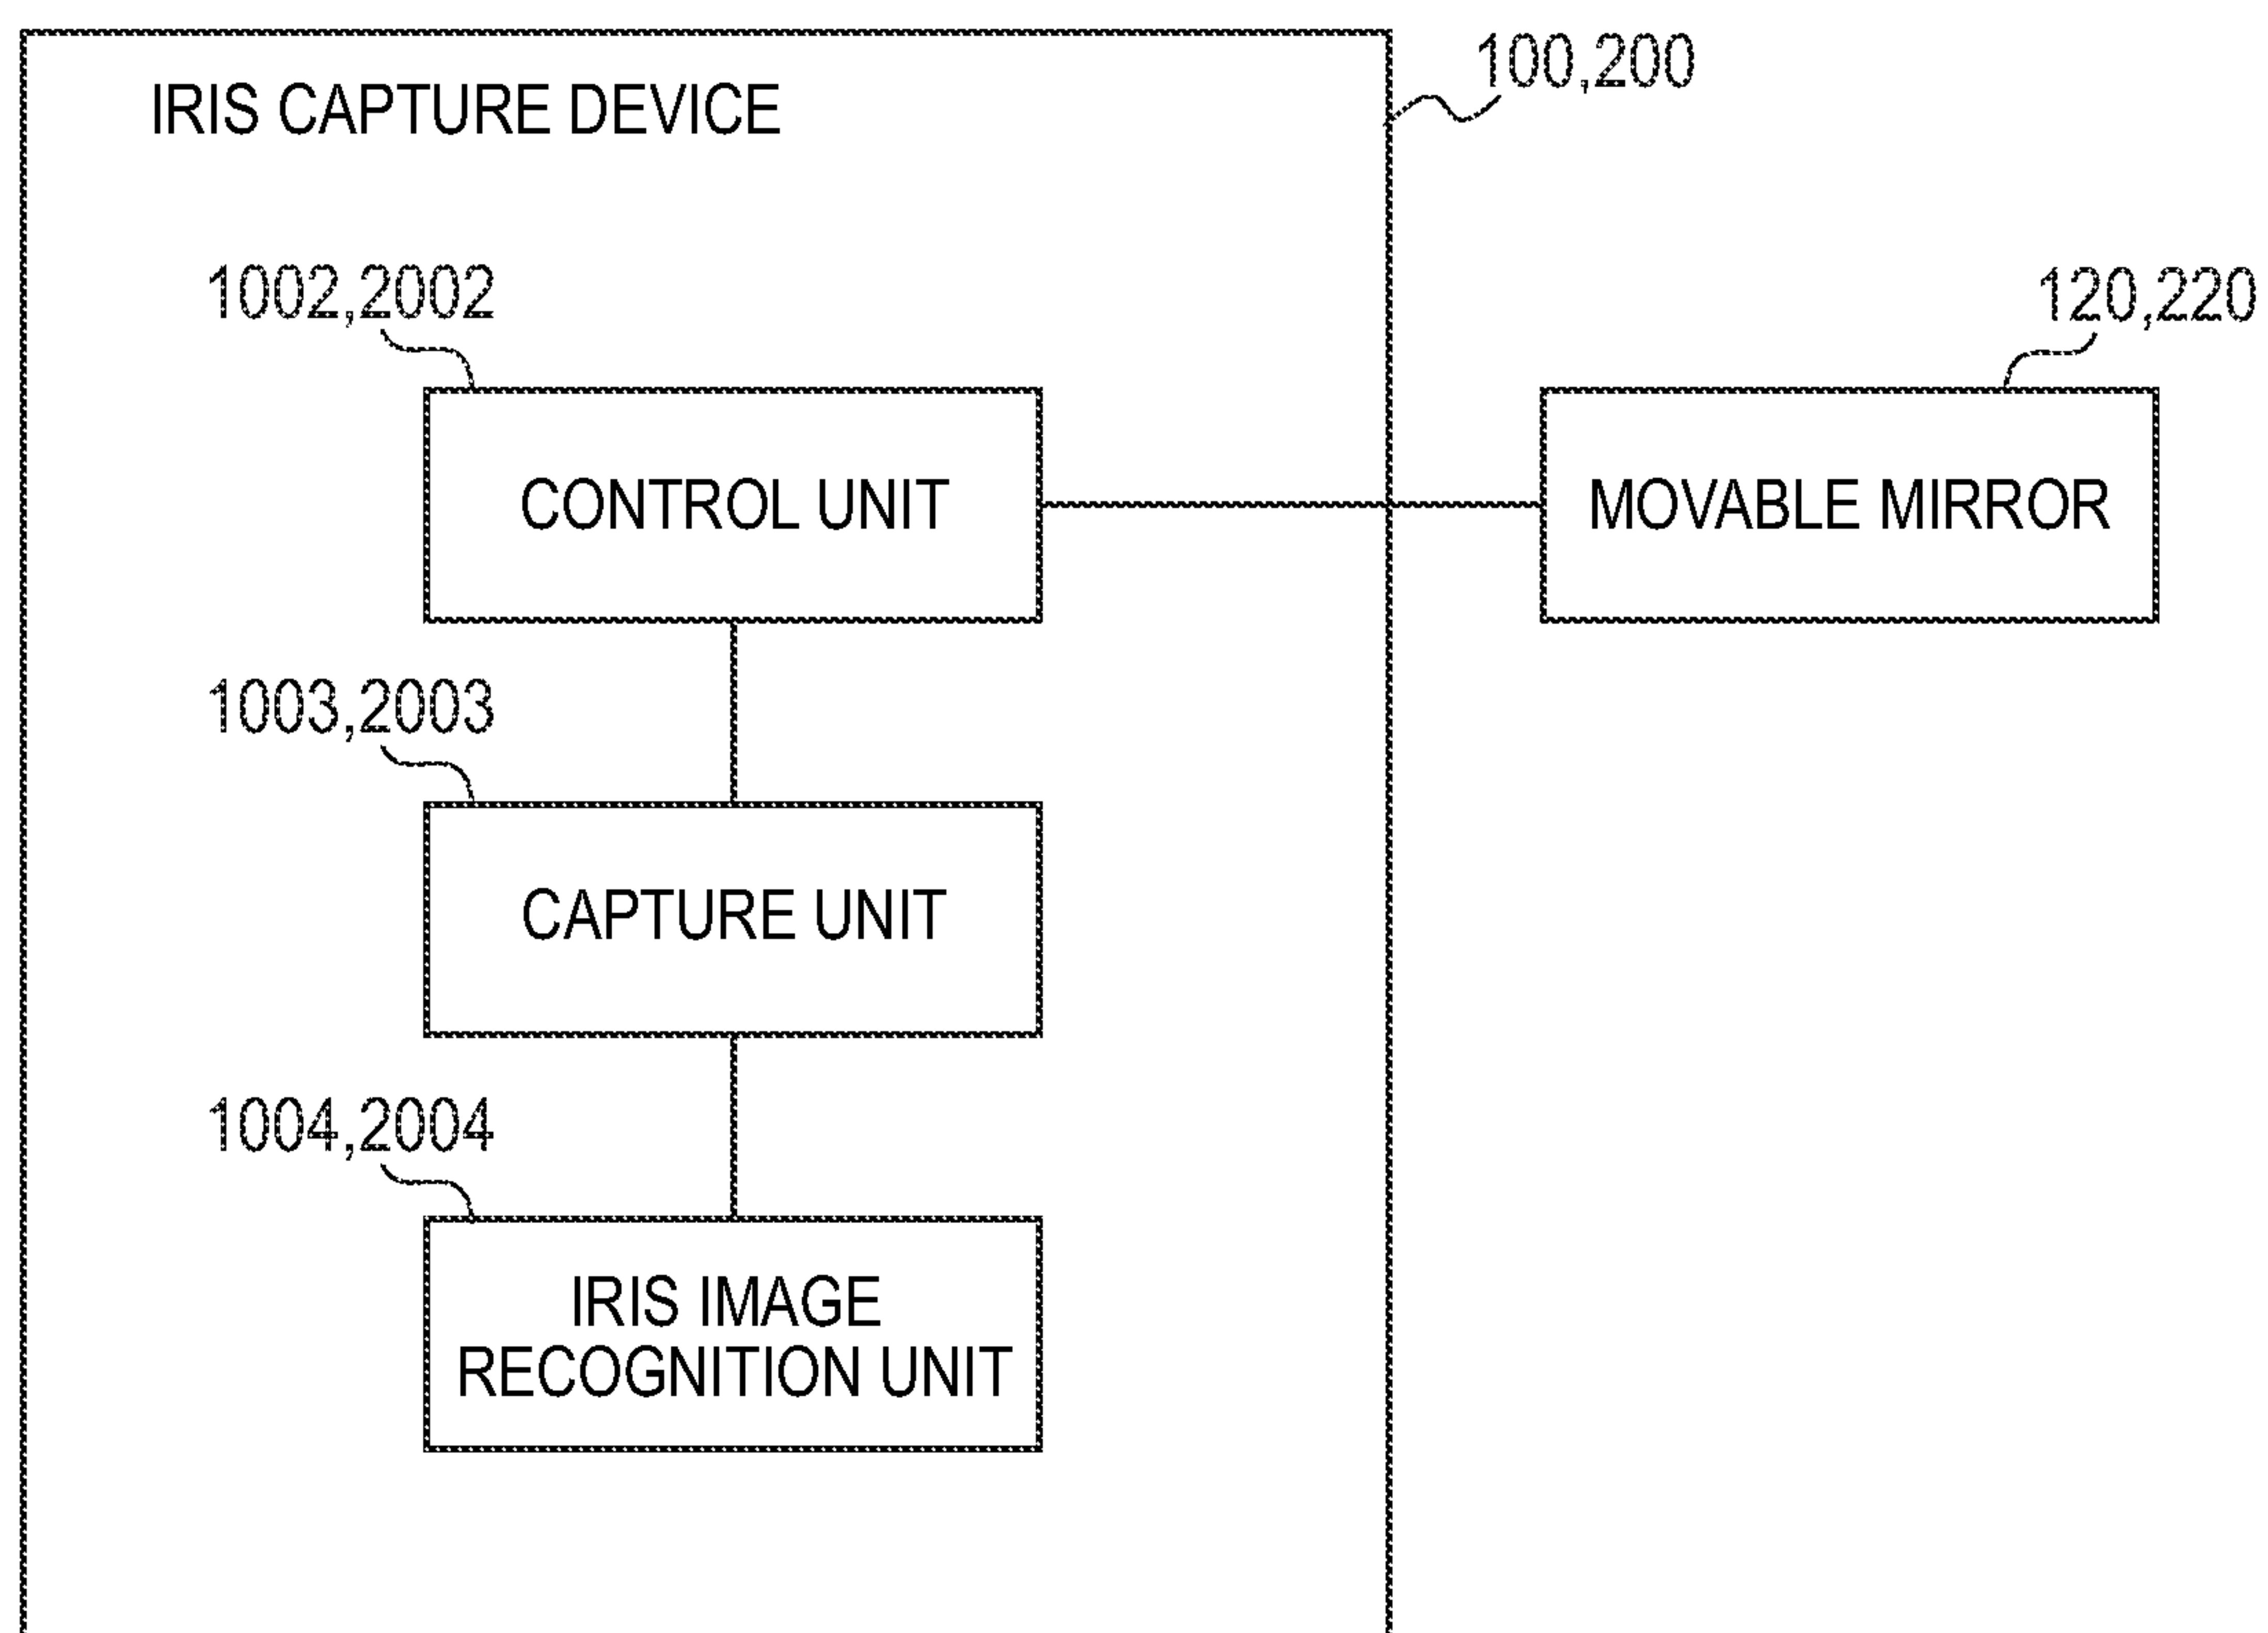 IRIS CAPTURE DEVICE
100,200
1002,2002
120,220
CONTROL UNIT
MOVABLE MIRROR
1003,2003
CAPTURE UNIT
1004,2004
IRIS IMAGE
RECOGNITION UNIT